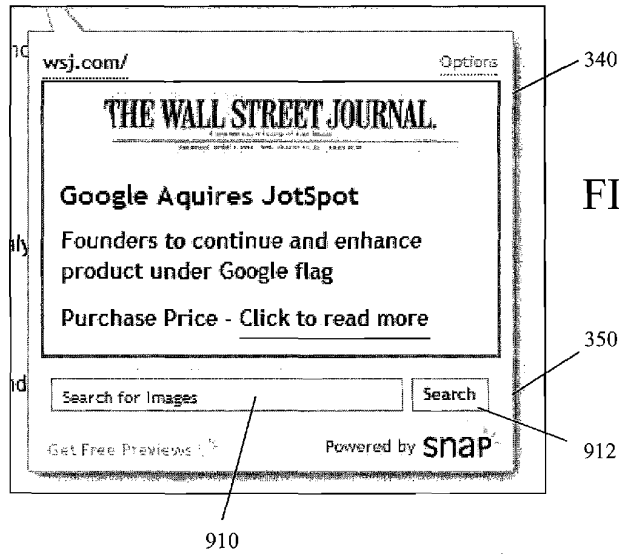 wsj.com/ Options
340
THE WALL STREET JOURNAL.
FI
Google Aquires JotSpot
aly
Founders to continue and enhance
product under Google flag
Purchase Price - Click to read more
350
nd
Search for Images Search
Get Free Previews Powered by snap
912
910